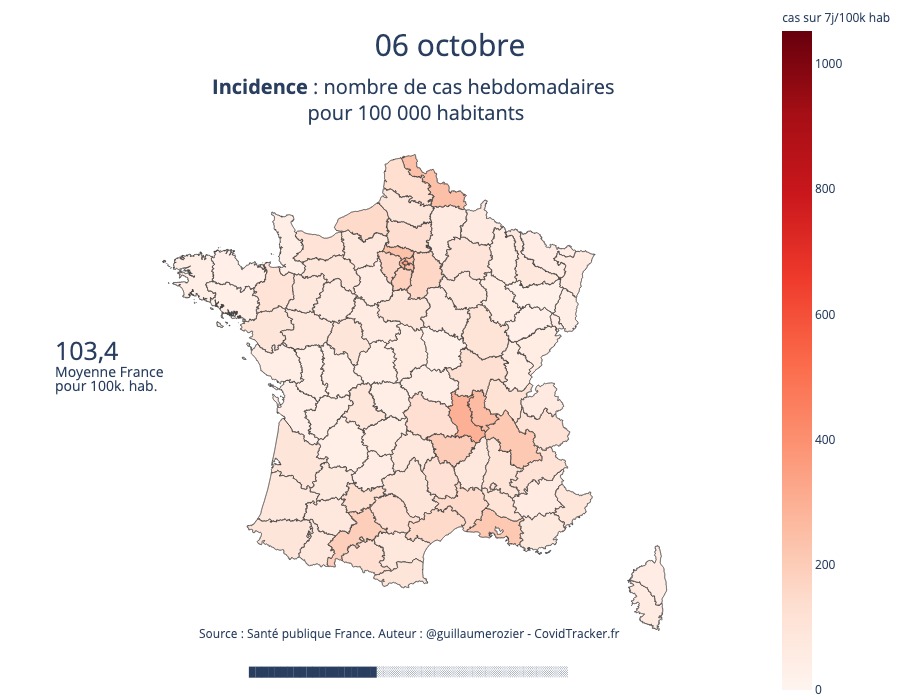 cas sur 7j/100k hab
06 octobre
Incidence : nombre de cas hebdomadaires
pour 100 000 habitants
1000
800
600
103,4
Moyenne France
pour 100k. hab.
400
200
Source : Santé publique France. Auteur : @guillaumerozier - CovidTracker.fr
0